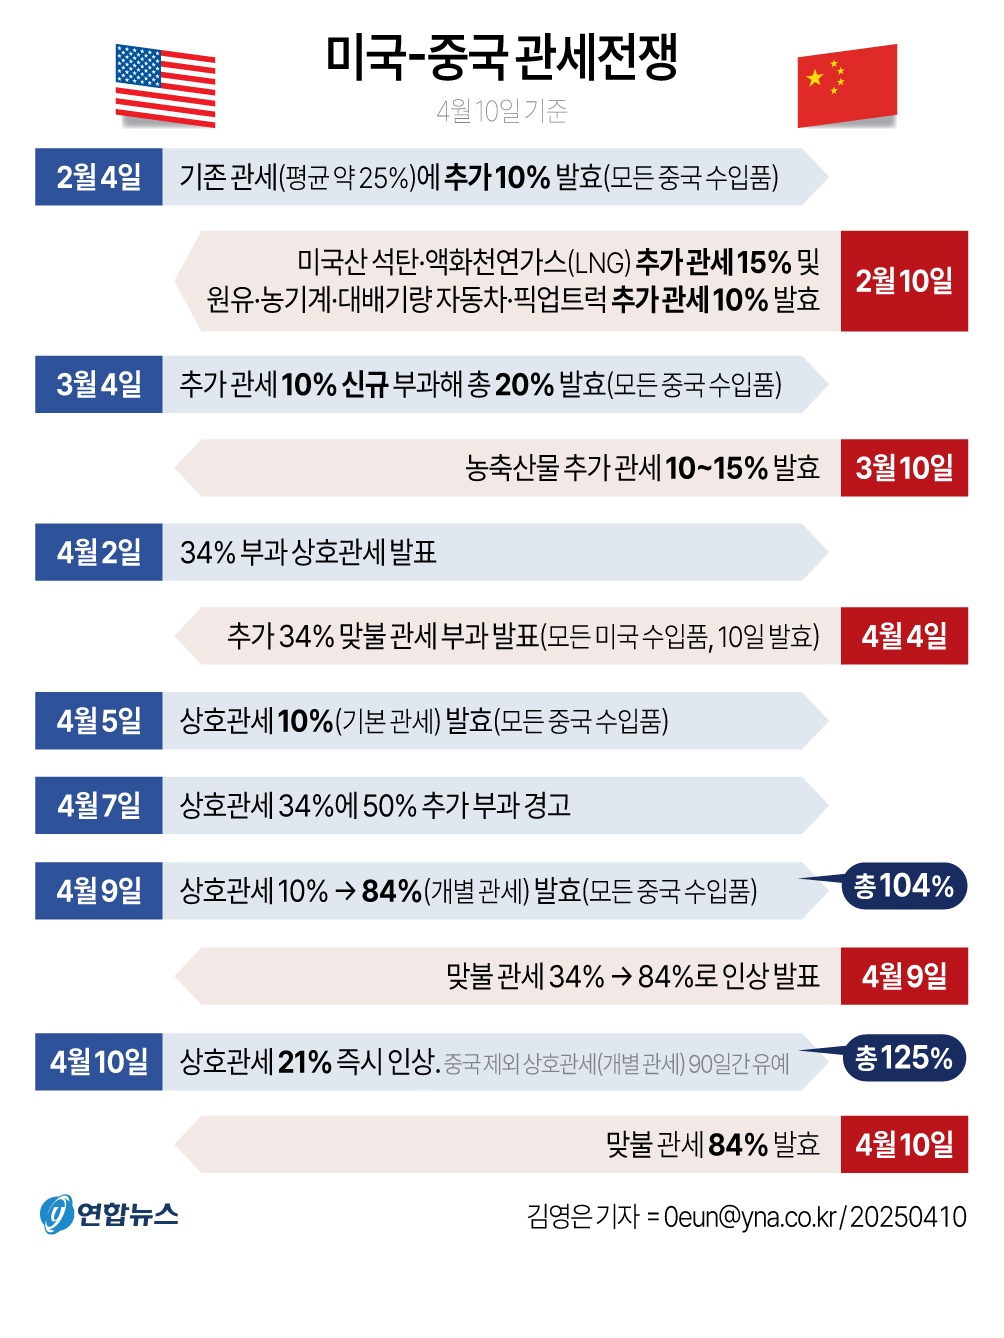 미국-중국 관세전쟁
4월 10일 기준
2월 4일
기존 관세(평균 약 25%)에 추가 10% 발효(모든 중국 수입품)
미국산 석탄·액화천연가스(LNG) 추가 관세 15% 및
원유·농기계·대배기량 자동차·픽업트럭 추가 관세 10% 발효
2월 10일
3월 4일
추가 관세 10% 신규 부과해 총 20% 발효(모든 중국 수입품)
농축산물 추가 관세 10~15% 발효
3월 10일
4월 2일
34% 부과 상호관세 발표
추가 34% 맞불 관세 부과 발표(모든 미국 수입품, 10일 발효)
4월 4일
4월 5일
상호관세 10%(기본 관세) 발효(모든 중국 수입품)
4월 7일
상호관세 34%에 50% 추가 부과 경고
4월 9일
상호관세 10% → 84%(개별 관세) 발효(모든 중국 수입품)
총 104%
맞불 관세 34% → 84%로 인상 발표
4월 9일
4월 10일
상호관세 21% 즉시 인상. 중국 제외 상호관세(개별 관세) 90일간 유예
총 125%
맞불 관세 84% 발효
4월 10일
연합뉴스
김영은 기자 = 0eun@yna.co.kr / 20250410